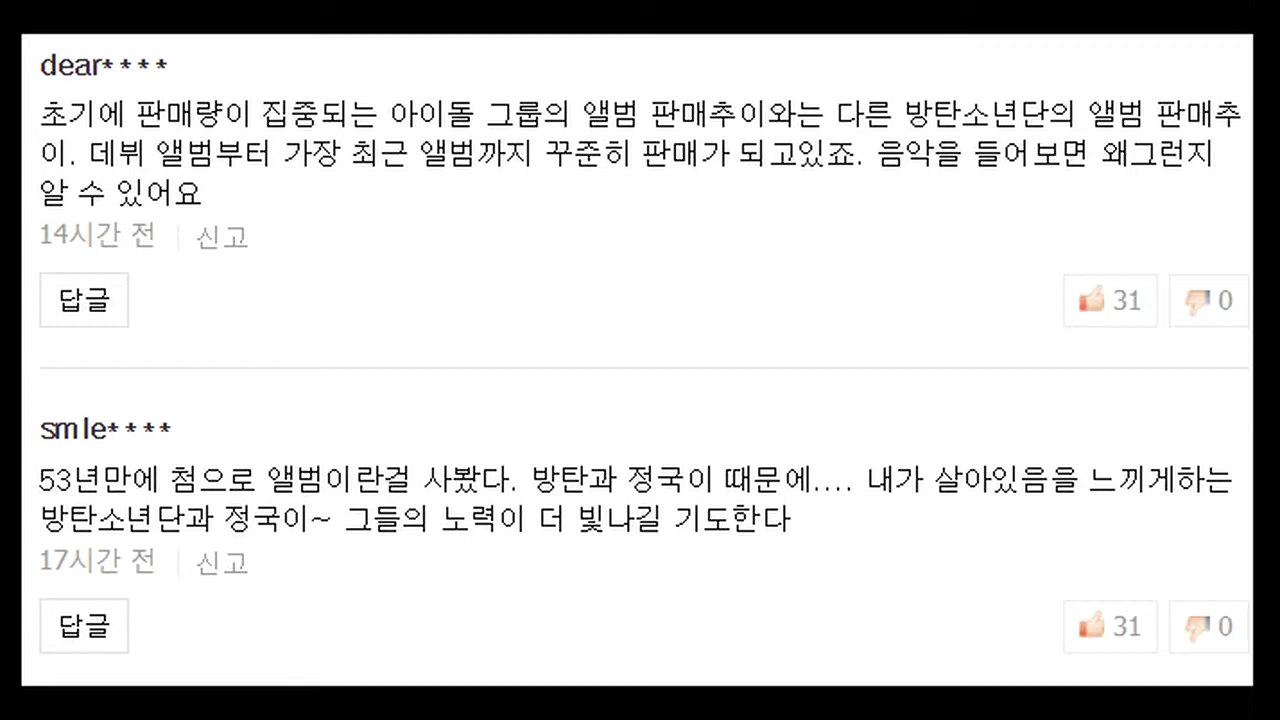 dear****
초기에 판매량이 집중되는 아이돌 그룹의 앨범 판매추이와는 다른 방탄소년단의 앨범 판매추
이. 데뷔 앨범부터 가장 최근 앨범까지 꾸준히 판매가 되고있죠. 음악을 들어보면 왜그런지
알 수 있어요
14시간 전 신고
답글 31 0
smle****
53년만에 첨으로 앨범이란걸 사봤다. 방탄과 정국이 때문에.... 내가 살아있음을 느끼게하는
방탄소년단과 정국이~ 그들의 노력이 더 빛나길 기도한다
17시간 전 신고
답글 31 0